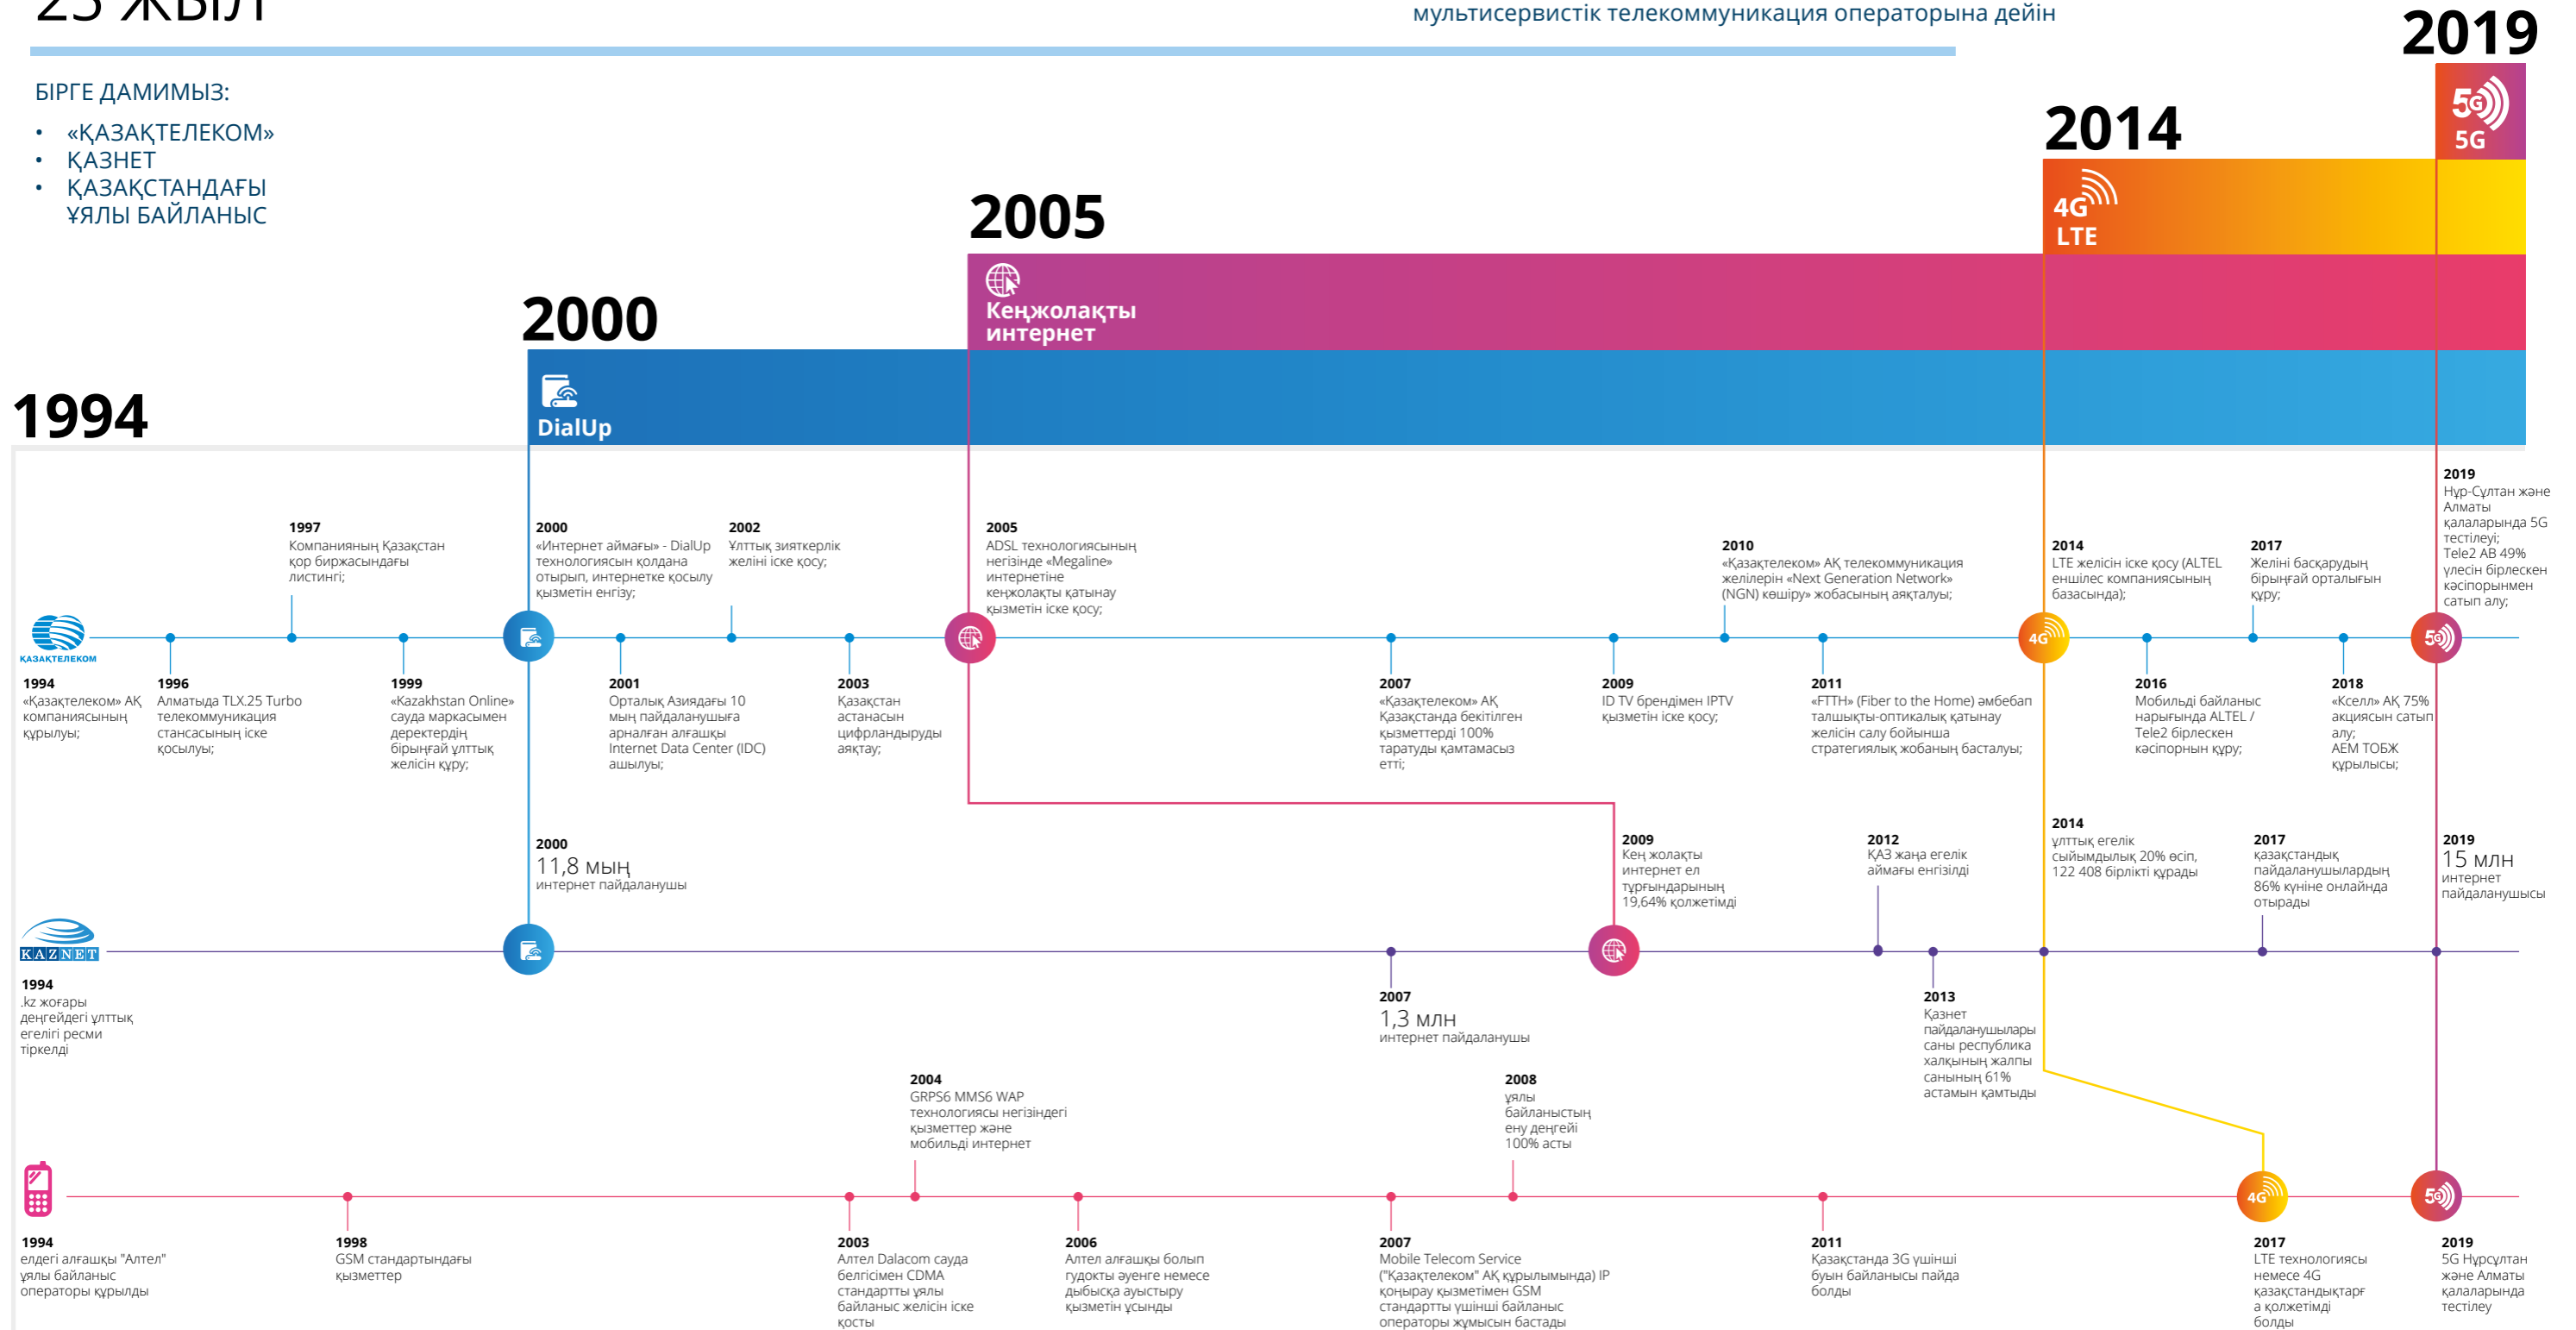 25 ЖЫЛ
мультисервистік телекоммуникация операторына дейін
2019
БІРГЕ ДАМИМЫЗ:
• «ҚАЗАҚТЕЛЕКОМ»
• ҚАЗНЕТ
• ҚАЗАҚСТАНДАҒЫ
ҰЯЛЫ БАЙЛАНЫС
5G
5G
2014
4G
LTE
2005
Кеңжолақты
интернет
2000
DialUp
1994
1997
Компанияның Қазақстан
қор биржасындағы
листингі;
2000
«Интернет аймағы» - DialUp
технологиясын қолдана
отырып, интернетке қосылу
қызметін енгізу;
2002
Ұлттық зияткерлік
желіні іске қосу;
2005
ADSL технологиясының
негізінде «Megaline»
интернетіне
кеңжолақты қатынау
қызметін іске қосу;
2010
«Қазақтелеком» АҚ телекоммуникация
желілерін «Next Generation Network»
(NGN) көшіру» жобасының аяқталуы;
2014
LTE желісін іске қосу (ALTEL
еншілес компаниясының
базасында);
2017
Желіні басқарудың
бірыңғай орталығын
құру;
2019
Нұр-Сұлтан және
Алматы
қалаларында 5G
тестілеуі;
Tele2 AB 49%
үлесін бірлескен
кәсіпорынмен
сатып алу;
ҚАЗАҚТЕЛЕКОМ
4G
5G
1994
«Қазақтелеком» АҚ
компаниясының
құрылуы;
1996
Алматыда TLX.25 Turbo
телекоммуникация
стансасының іске
қосылуы;
1999
«Kazakhstan Online»
сауда маркасымен
деректердің
бірыңғай ұлттық
желісін құру;
2001
Орталық Азиядағы 10
мың пайдаланушыға
арналған алғашқы
Internet Data Center (IDC)
ашылуы;
2003
Қазақстан
астанасын
цифрландыруды
аяқтау;
2007
«Қазақтелеком» АҚ
Қазақстанда бекітілген
қызметтерді 100%
таратуды қамтамасыз
етті;
2009
ID TV брендімен IPTV
қызметін іске қосу;
2011
«FTTH» (Fiber to the Home) әмбебап
талшықты-оптикалық қатынау
желісін салу бойынша
стратегиялық жобаның басталуы;
2016
Мобильді байланыс
нарығында ALTEL /
Tele2 бірлескен
кәсіпорнын құру;
2018
«Кселл» АҚ 75%
акциясын сатып
алу;
АЕМ ТОБЖ
құрылысы;
2000
11,8 мың
интернет пайдаланушы
2009
Кең жолақты
интернет ел
тұрғындарының
19,64% қолжетімді
2012
ҚАЗ жаңа егелік
аймағы енгізілді
2014
ұлттық егелік
сыйымдылық 20% өсіп,
122 408 бірлікті құрады
2017
қазақстандық
пайдаланушылардың
86% күніне онлайнда
отырады
2019
15 млн
интернет
пайдаланушысы
KAZNET
1994
.kz жоғары
деңгейдегі ұлттық
егелігі ресми
тіркелді
2007
1,3 млн
интернет пайдаланушы
2013
Қазнет
пайдаланушылары
саны республика
халқының жалпы
санының 61%
астамын қамтыды
2004
GRPS6 MMS6 WAP
технологиясы негізіндегі
қызметтер және
мобильді интернет
2008
ұялы
байланыстың
ену деңгейі
100% асты
4G
5G
1994
елдегі алғашқы "Алтел"
ұялы байланыс
операторы құрылды
1998
GSM стандартындағы
қызметтер
2003
Алтел Dalacom сауда
белгісімен CDMA
стандартты ұялы
байланыс желісін іске
қосты
2006
Алтел алғашқы болып
гудокты әуенге немесе
дыбысқа ауыстыру
қызметін ұсынды
2007
Mobile Telecom Service
("Қазақтелеком" АҚ құрылымында) IP
қоңырау қызметімен GSM
стандартты үшінші байланыс
операторы жұмысын бастады
2011
Қазақстанда 3G үшінші
буын байланысы пайда
болды
2017
LTE технологиясы
немесе 4G
қазақстандықтарғ
а қолжетімді
болды
2019
5G Нұрсұлтан
және Алматы
қалаларында
тестілеу